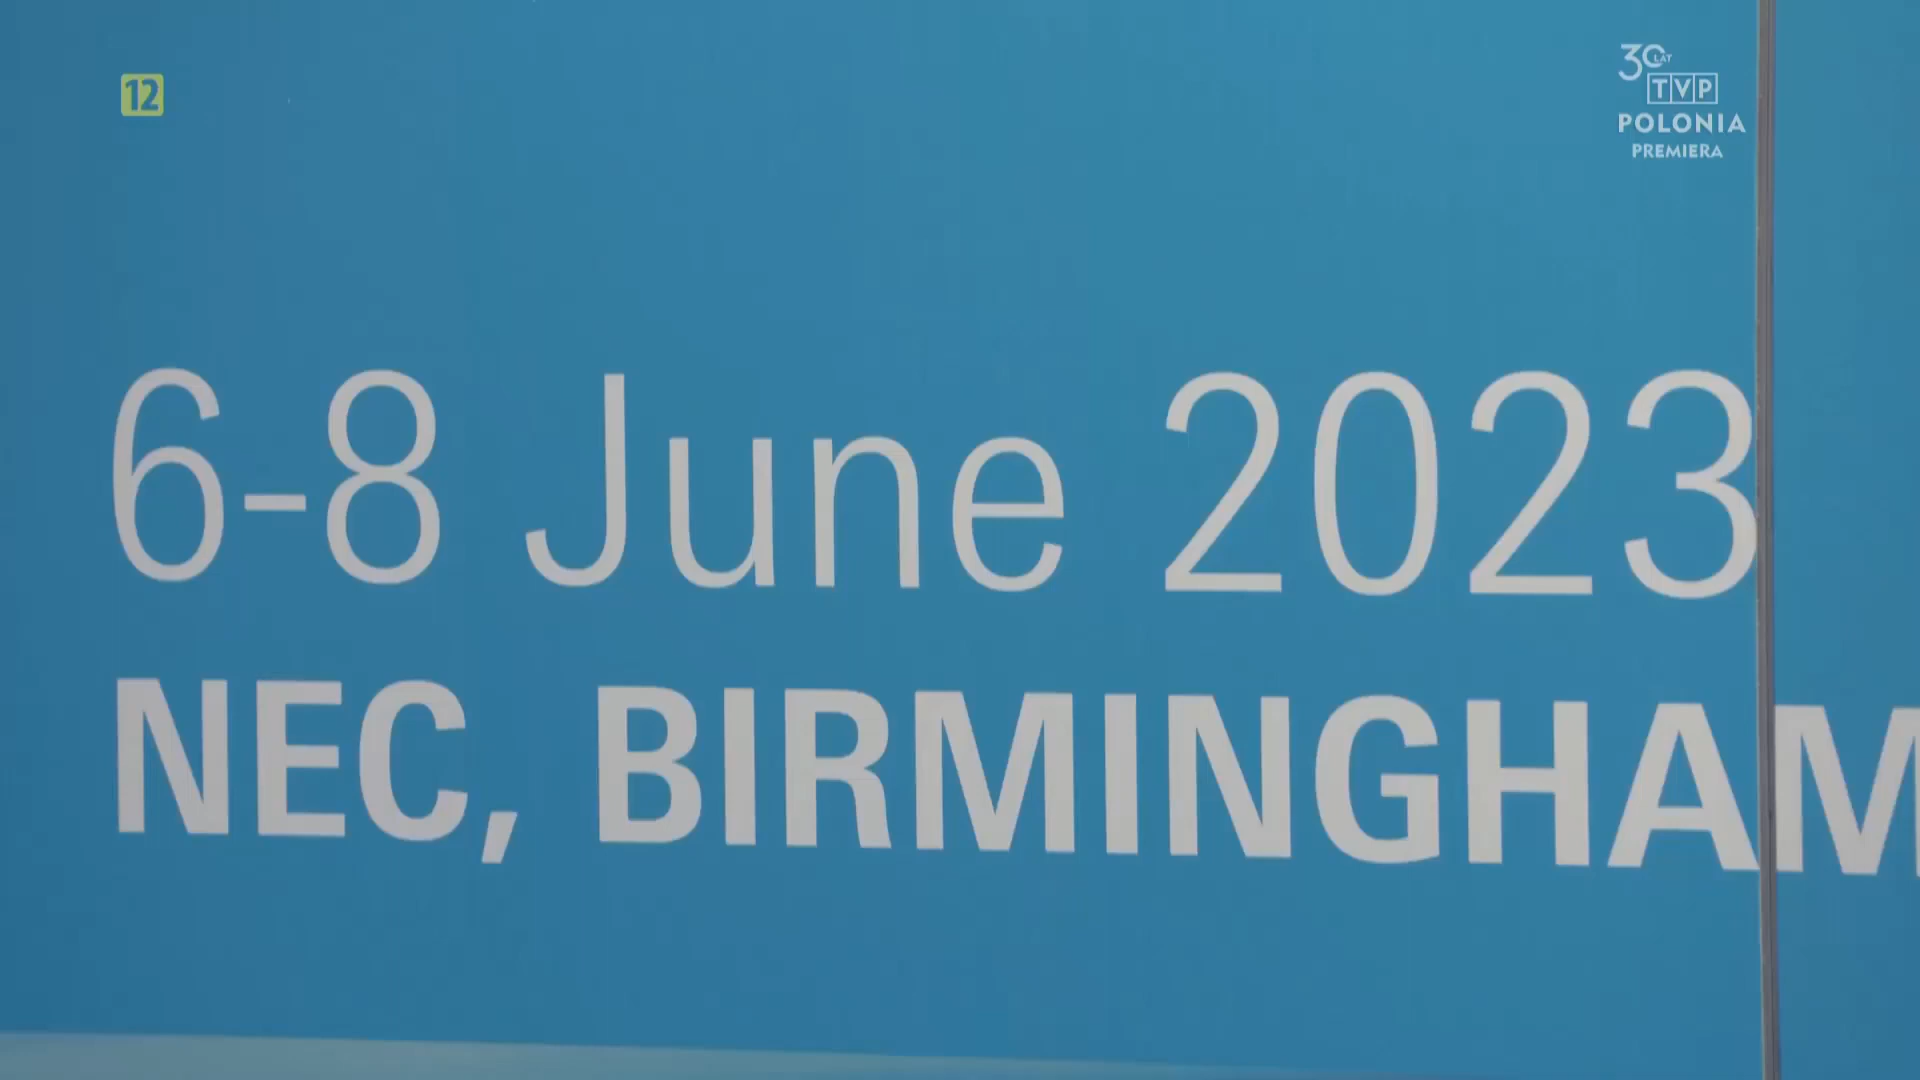 12
30 LAT
TVP
POLONIA
PREMIERA
6-8 June 2023
NEC, BIRMINGHAM